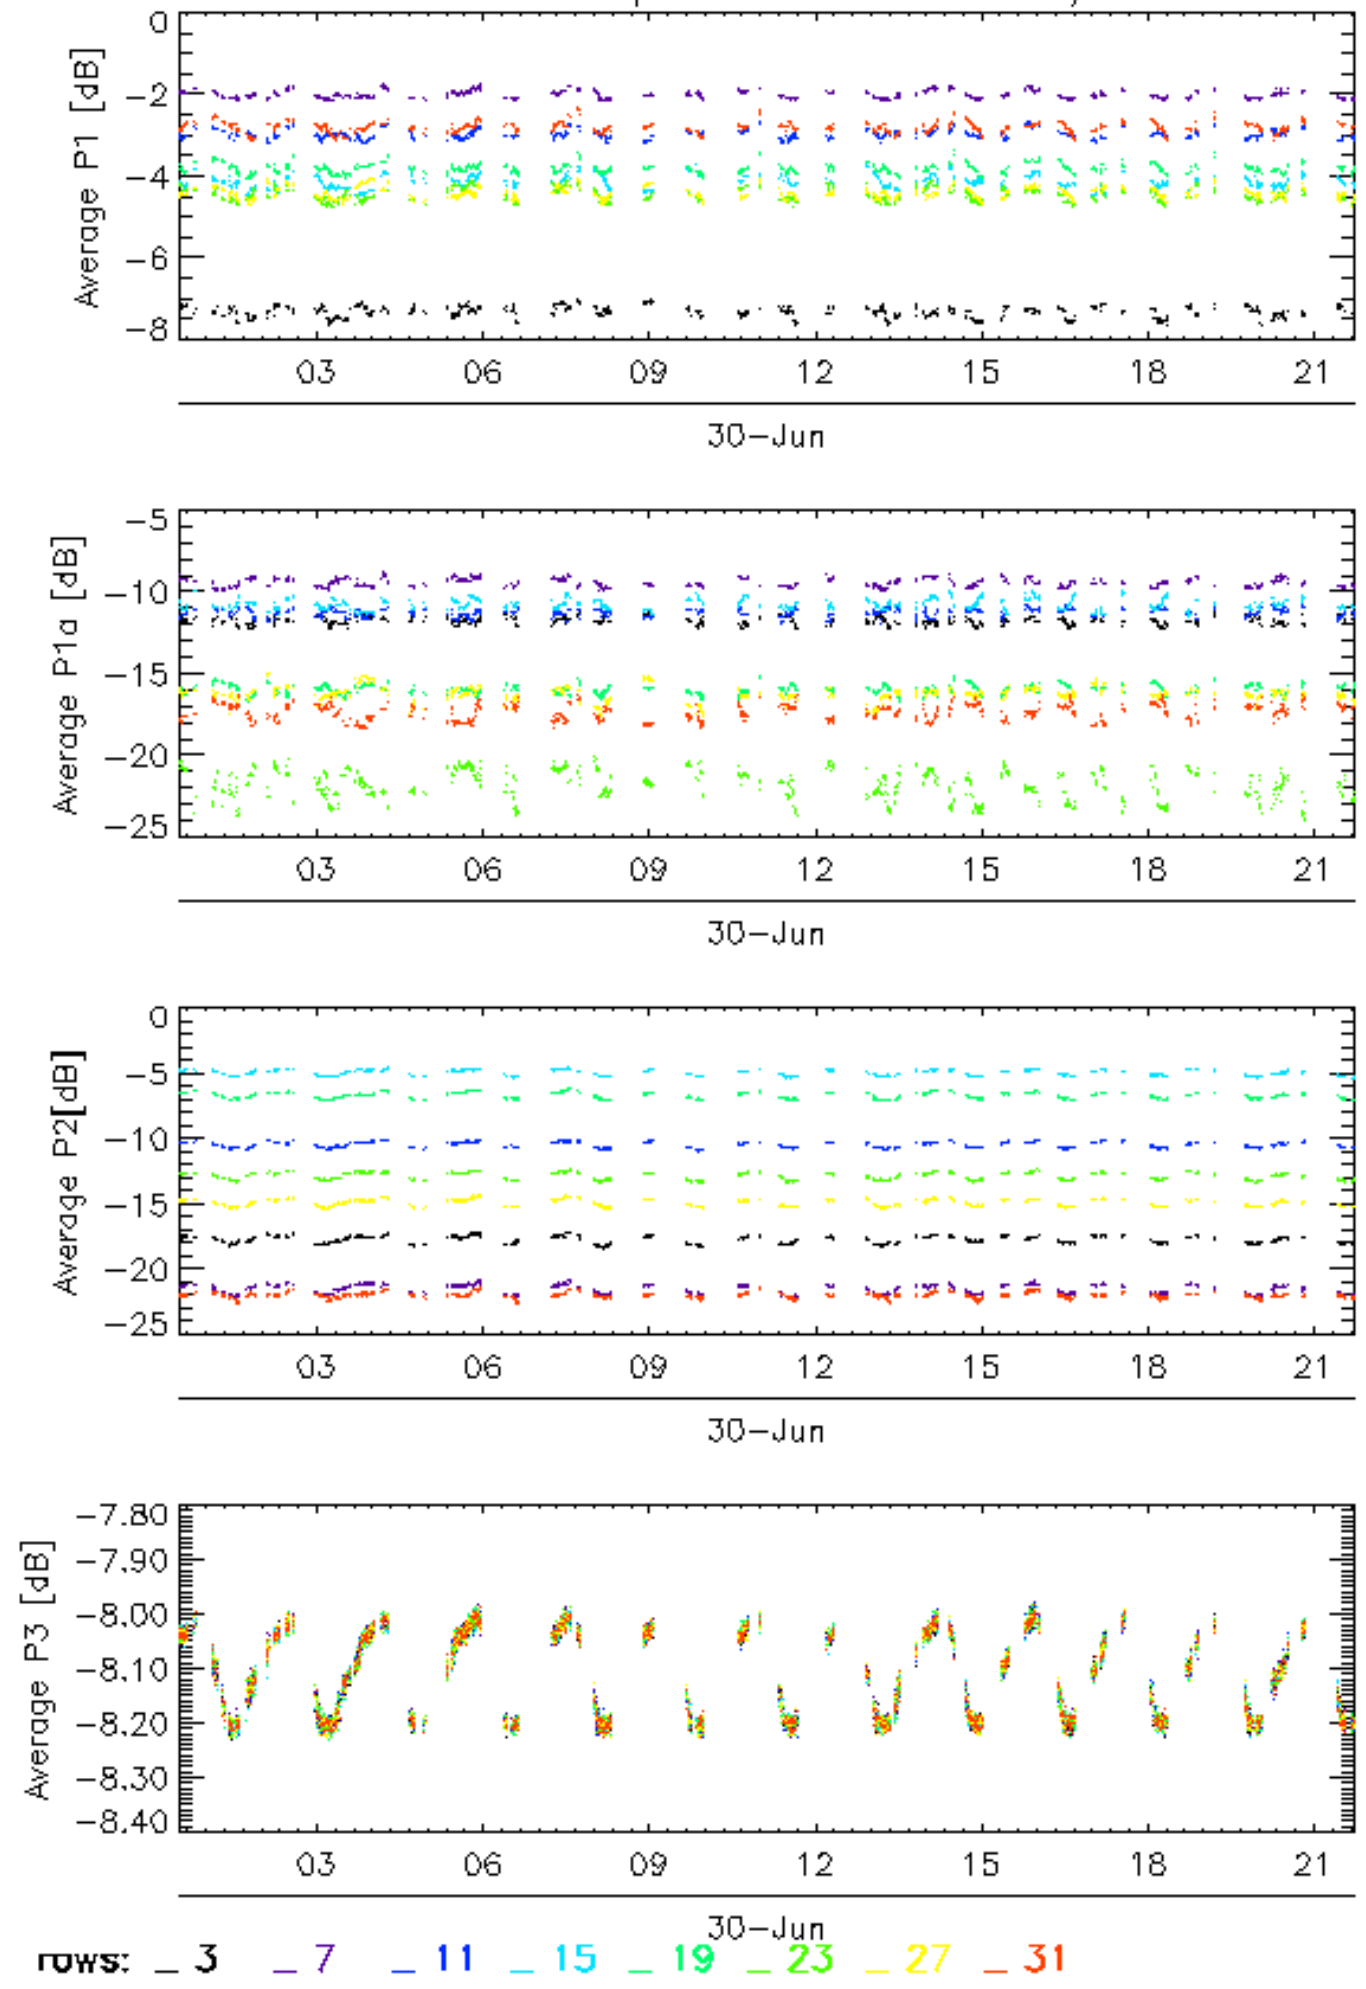 Average P1 [dB]
0
−2
−4
−6
−8
03 06 09 12 15 18 21
30−Jun
Average P1a [dB]
−5
−10
−15
−20
−25
03 06 09 12 15 18 21
30−Jun
Average P2[dB]
0
−5
−10
−15
−20
−25
03 06 09 12 15 18 21
30−Jun
Average P3 [dB]
−7.80
−7.90
−8.00
−8.10
−8.20
−8.30
−8.40
03 06 09 12 15 18 21
30−Jun
rows: _ 3 _ 7 _ 11 _ 15 _ 19 _ 23 _ 27 _ 31